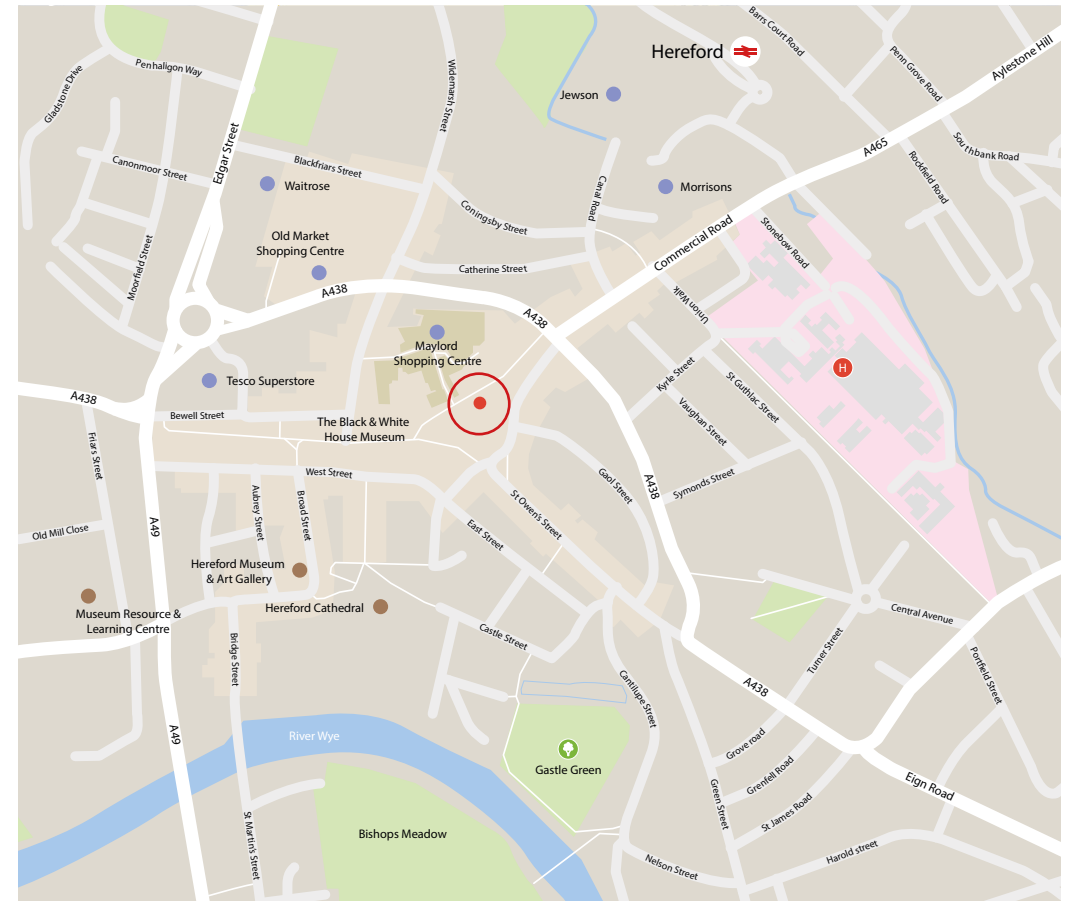 Barrs Court Road
Hereford
Penn Grove Road
Aylestone Hill
Penhaligon Way
Gladstone Drive
Widemarsh Street
Jewson
Edgar Street
A465
Southbank Road
Blackfriars Street
Canonmoor Street
Rockfield Road
Waitrose
Morrisons
Canal Road
Coningsby Street
Commercial Road
Stonebow Road
Old Market
Shopping Centre
Moorfield Street
Catherine Street
A438
Union Walk
A438
Maylord
Shopping Centre
H
Tesco Superstore
Kyrle Street
St Guthlac Street
A438
Bewell Street
The Black & White
House Museum
Vaughan Street
Friars Street
West Street
Gaol Street
A438
Symonds Street
Aubrey Street
Broad Street
St Owen's Street
Old Mill Close
A49
East Street
Hereford Museum
& Art Gallery
Museum Resource &
Learning Centre
Hereford Cathedral
Central Avenue
Castle Street
Bridge Street
Turner Street
Portfield Street
Cantilupe Street
A438
A49
River Wye
Grove road
Gastle Green
Grenfell Road
Eign Road
Green Street
St James Road
St Martin's Street
Bishops Meadow
Harold street
Nelson Street